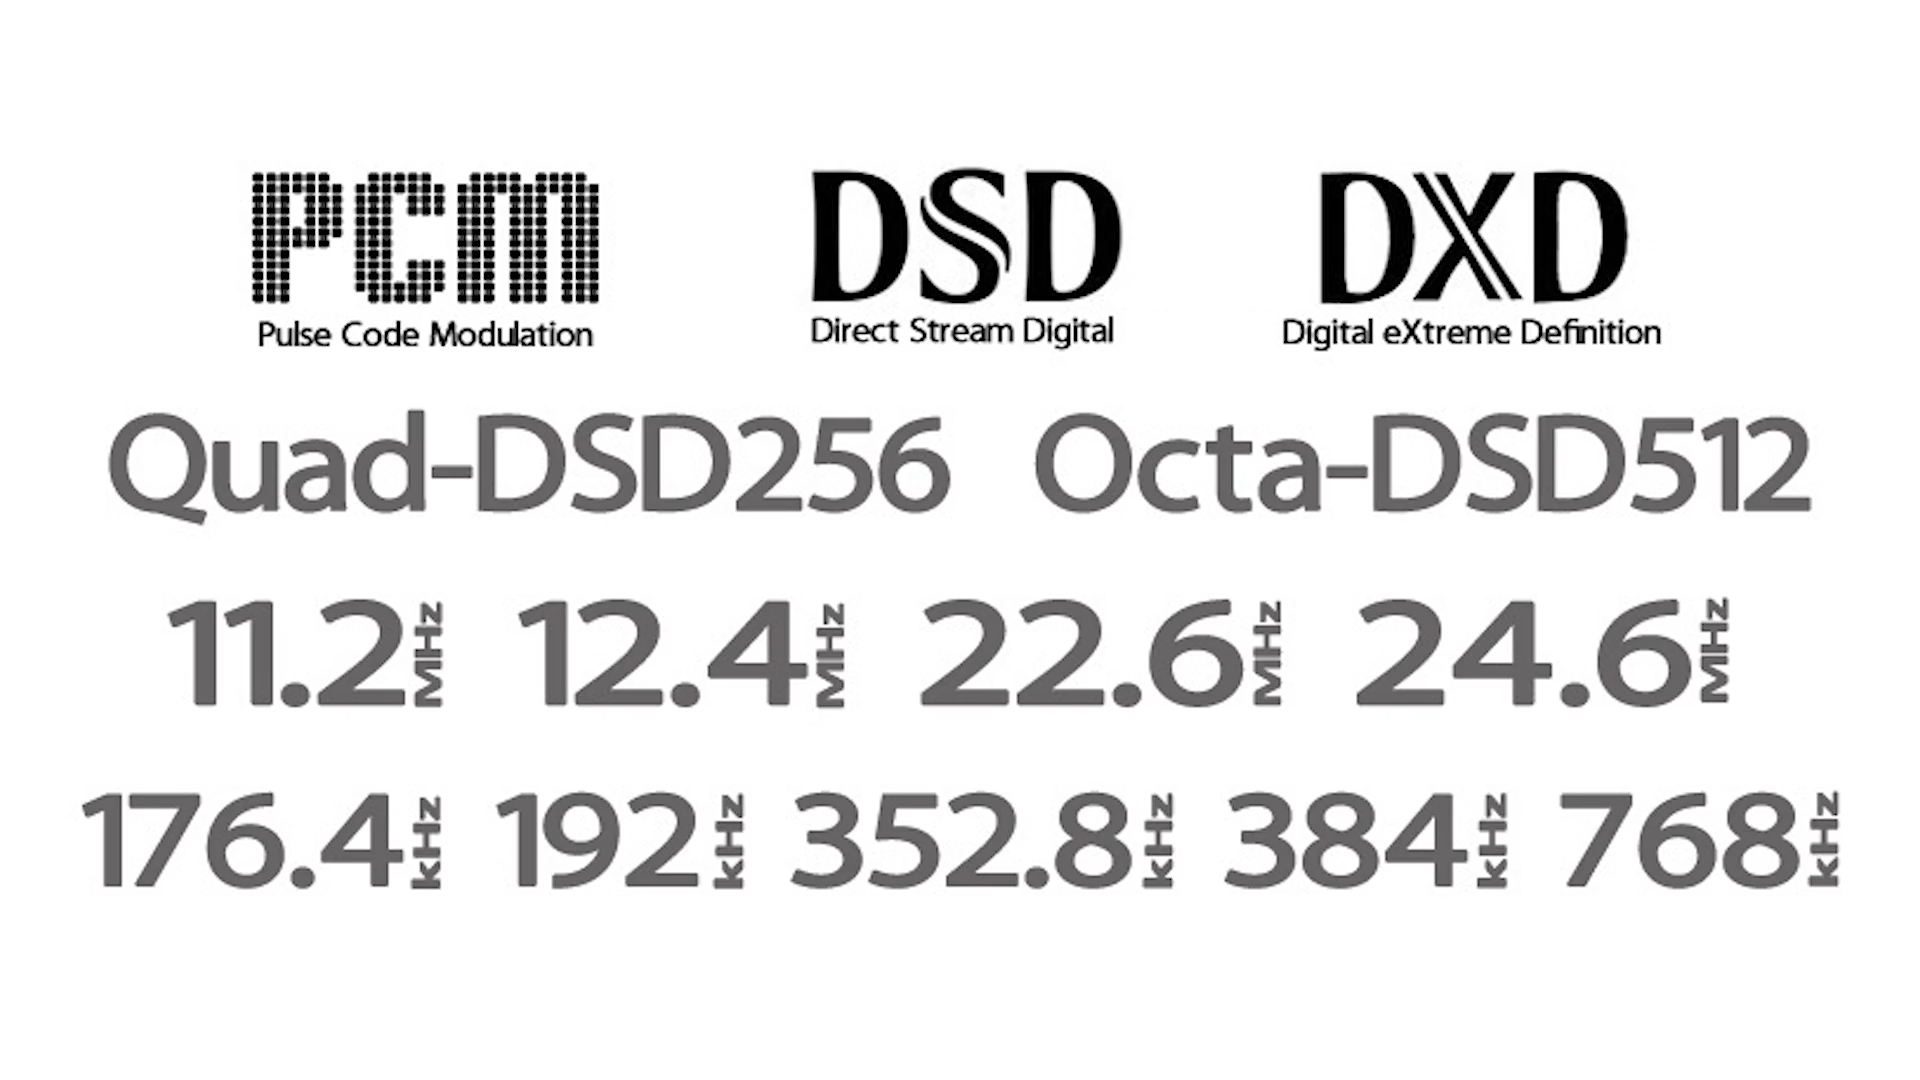 PCM DSD DXD
Pulse Code Modulation Direct Stream Digital Digital eXtreme Definition
Quad-DSD256 Octa-DSD512
11.2MHz 12.4MHz 22.6MHz 24.6MHz
176.4kHz 192kHz 352.8kHz 384kHz 768kHz